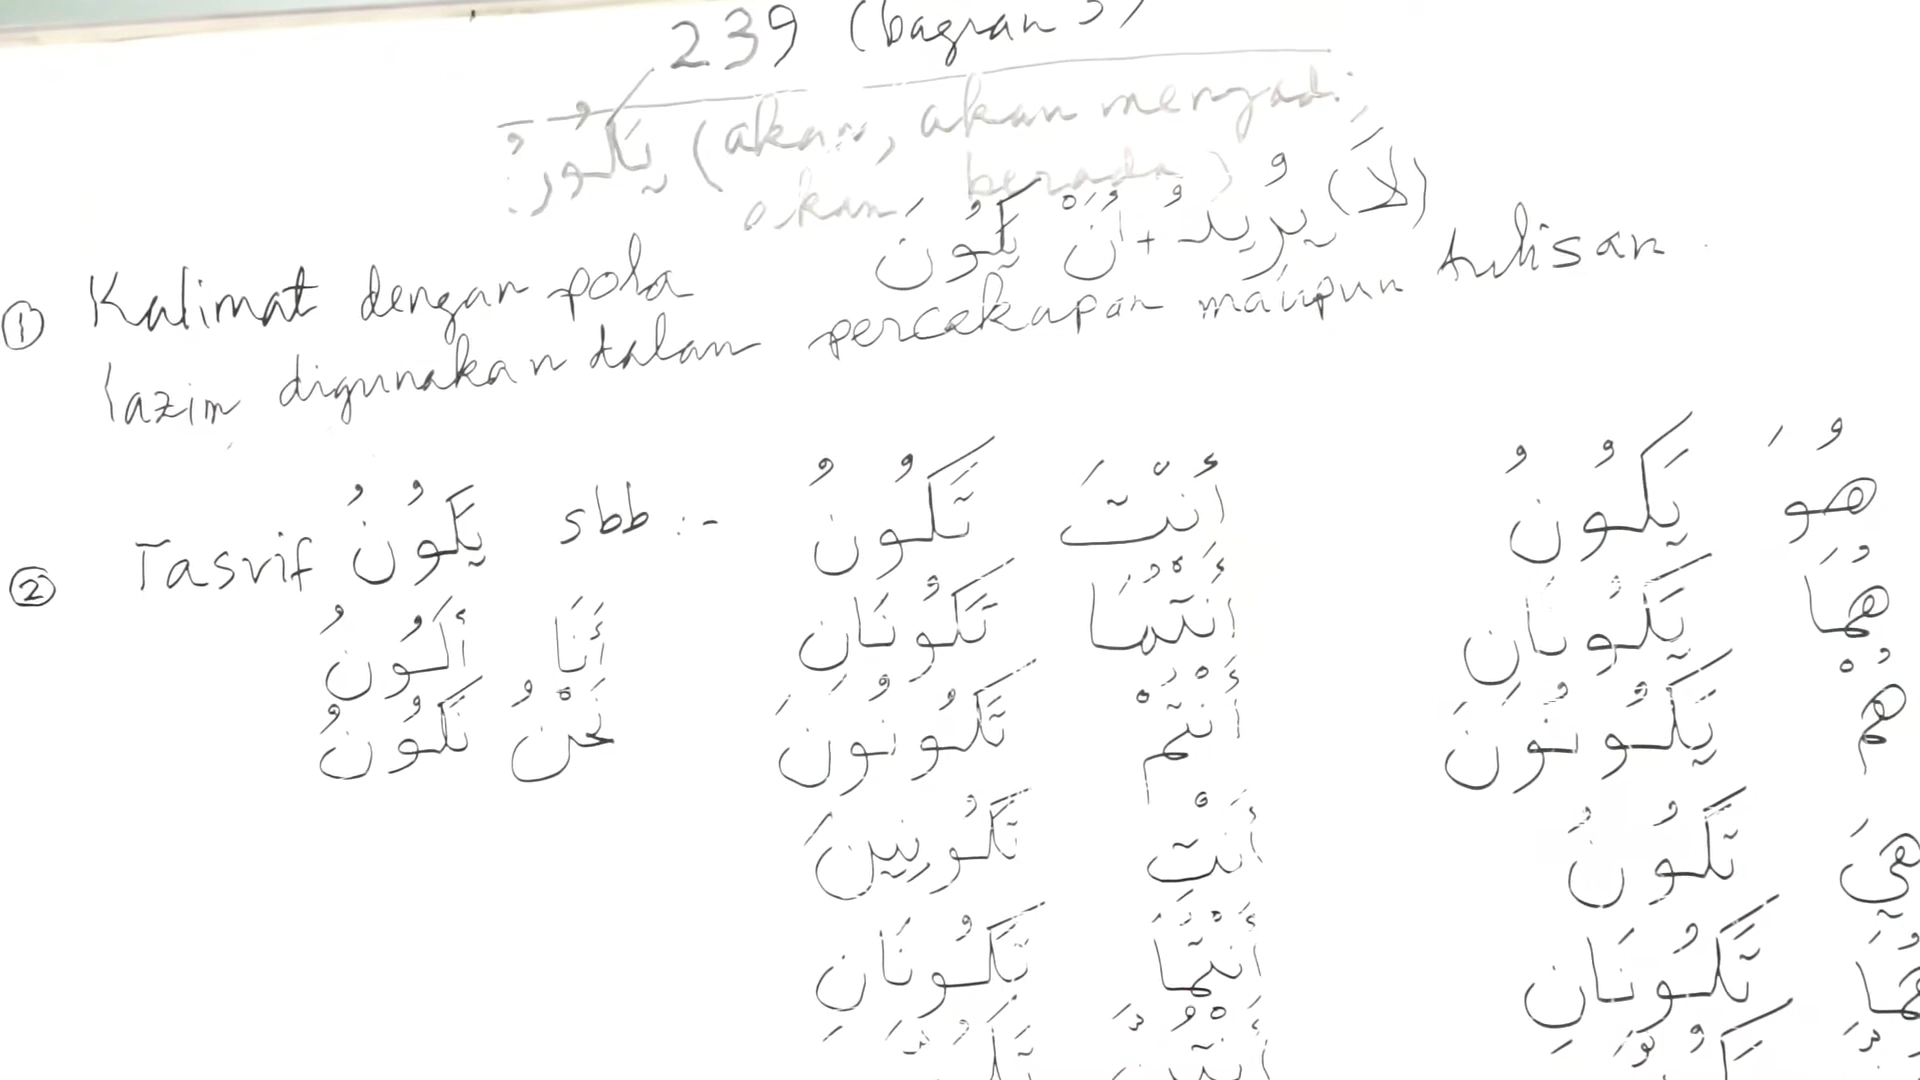 239 (bagian 3)
يَكُوْنُ (akan, akan menjadi,
akan berada)
① Kalimat dengan pola (لَا) يُرِيدُ + أَنْ يَكُونَ
lazim digunakan dalam percakapan maupun tulisan.
② Tasrif يَكُونُ sbb :-
هُوَ يَكُونُ أَنْتَ تَكُونُ
هُمَا يَكُونَانِ أَنْتُمَا تَكُونَانِ أَنَا أَكُونُ
هُمْ يَكُونُونَ أَنْتُمْ تَكُونُونَ نَحْنُ نَكُونُ
هِيَ تَكُونُ أَنْتِ تَكُونِينَ
هُمَا تَكُونَانِ أَنْتُمَا تَكُونَانِ